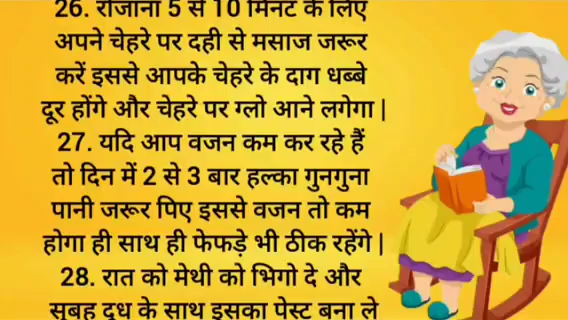 26. रोजाना 5 से 10 मिनट के लिए
अपने चेहरे पर दही से मसाज जरूर
करें इससे आपके चेहरे के दाग धब्बे
दूर होंगे और चेहरे पर ग्लो आने लगेगा |
27. यदि आप वजन कम कर रहे हैं
तो दिन में 2 से 3 बार हल्का गुनगुना
पानी जरूर पिए इससे वजन तो कम
होगा ही साथ ही फेफड़े भी ठीक रहेंगे |
28. रात को मेथी को भिगो दे और
सुबह दूध के साथ इसका पेस्ट बना ले